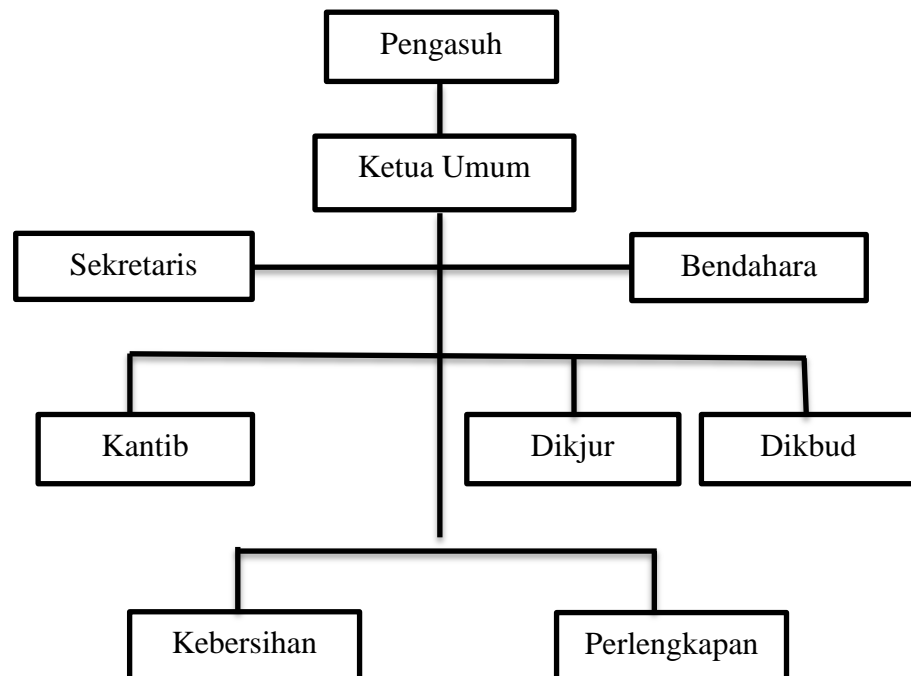 Pengasuh
Ketua Umum
Sekretaris
Bendahara
Kantib
Dikjur
Dikbud
Kebersihan
Perlengkapan